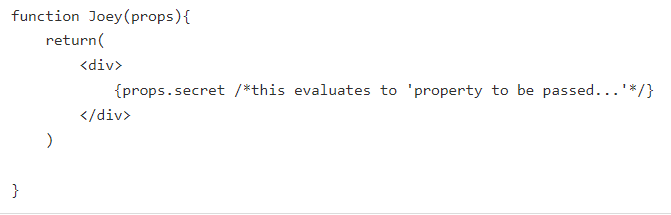 function Joey(props){
    return(
        <div>
            {props.secret /*this evaluates to 'property to be passed...'*/}
        </div>
    )
}